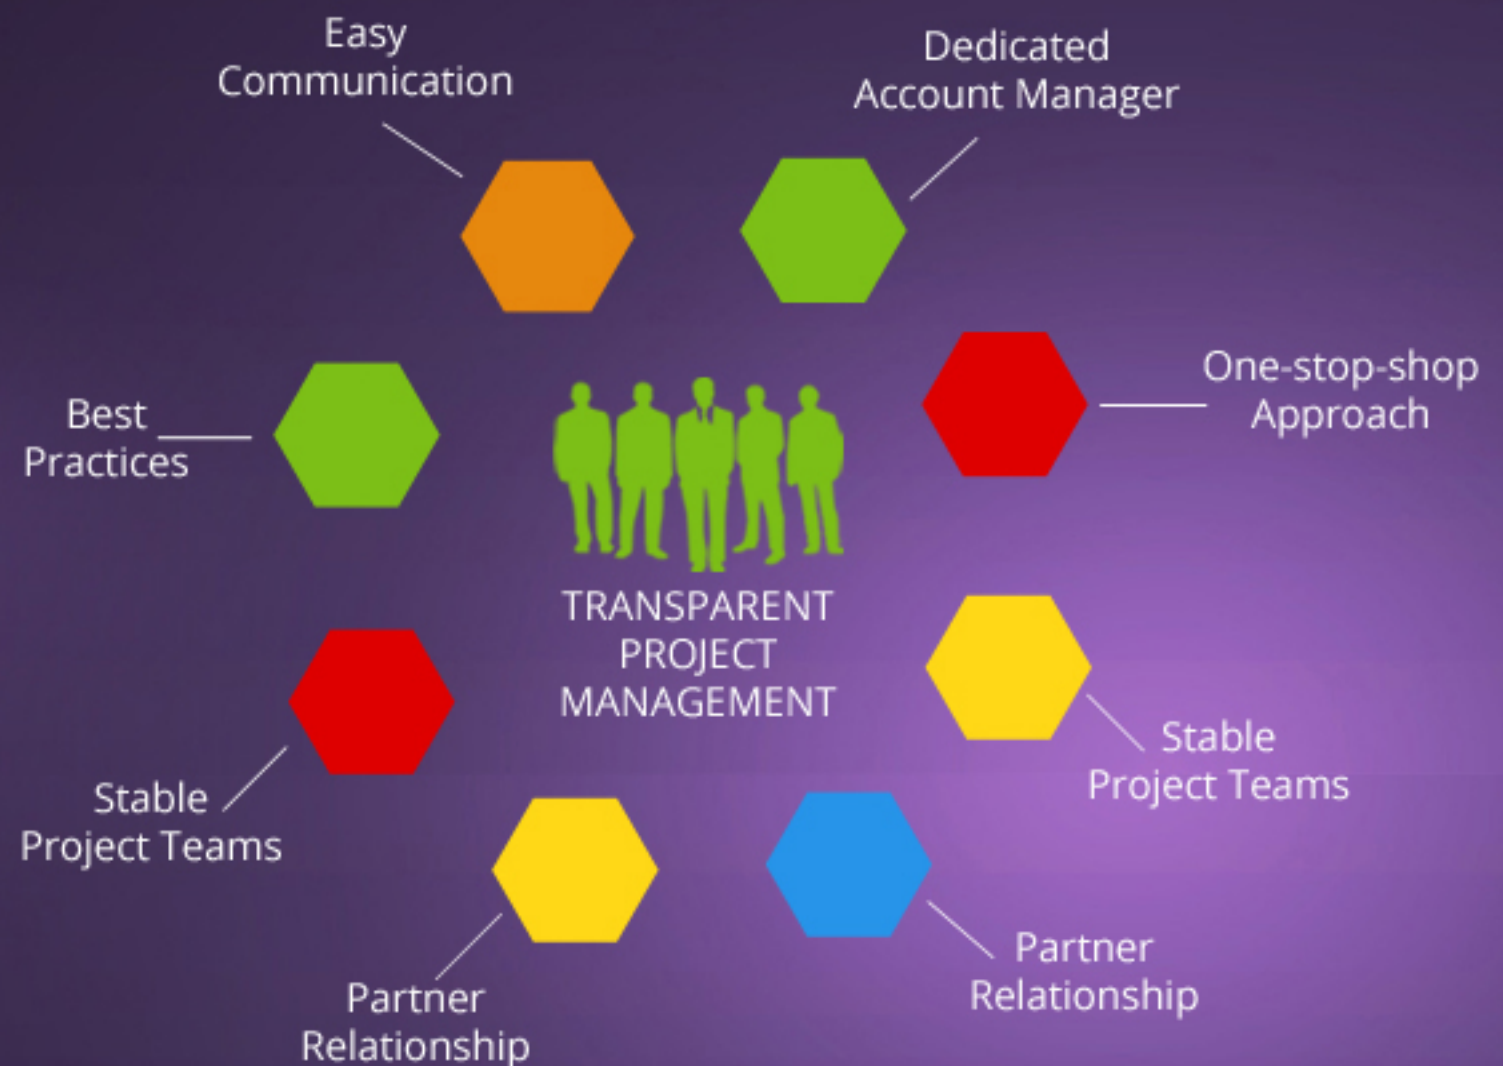 Easy
Communication
Dedicated
Account Manager
One-stop-shop
Approach
Best
Practices
TRANSPARENT
PROJECT
MANAGEMENT
Stable
Project Teams
Stable
Project Teams
Partner
Relationship
Partner
Relationship